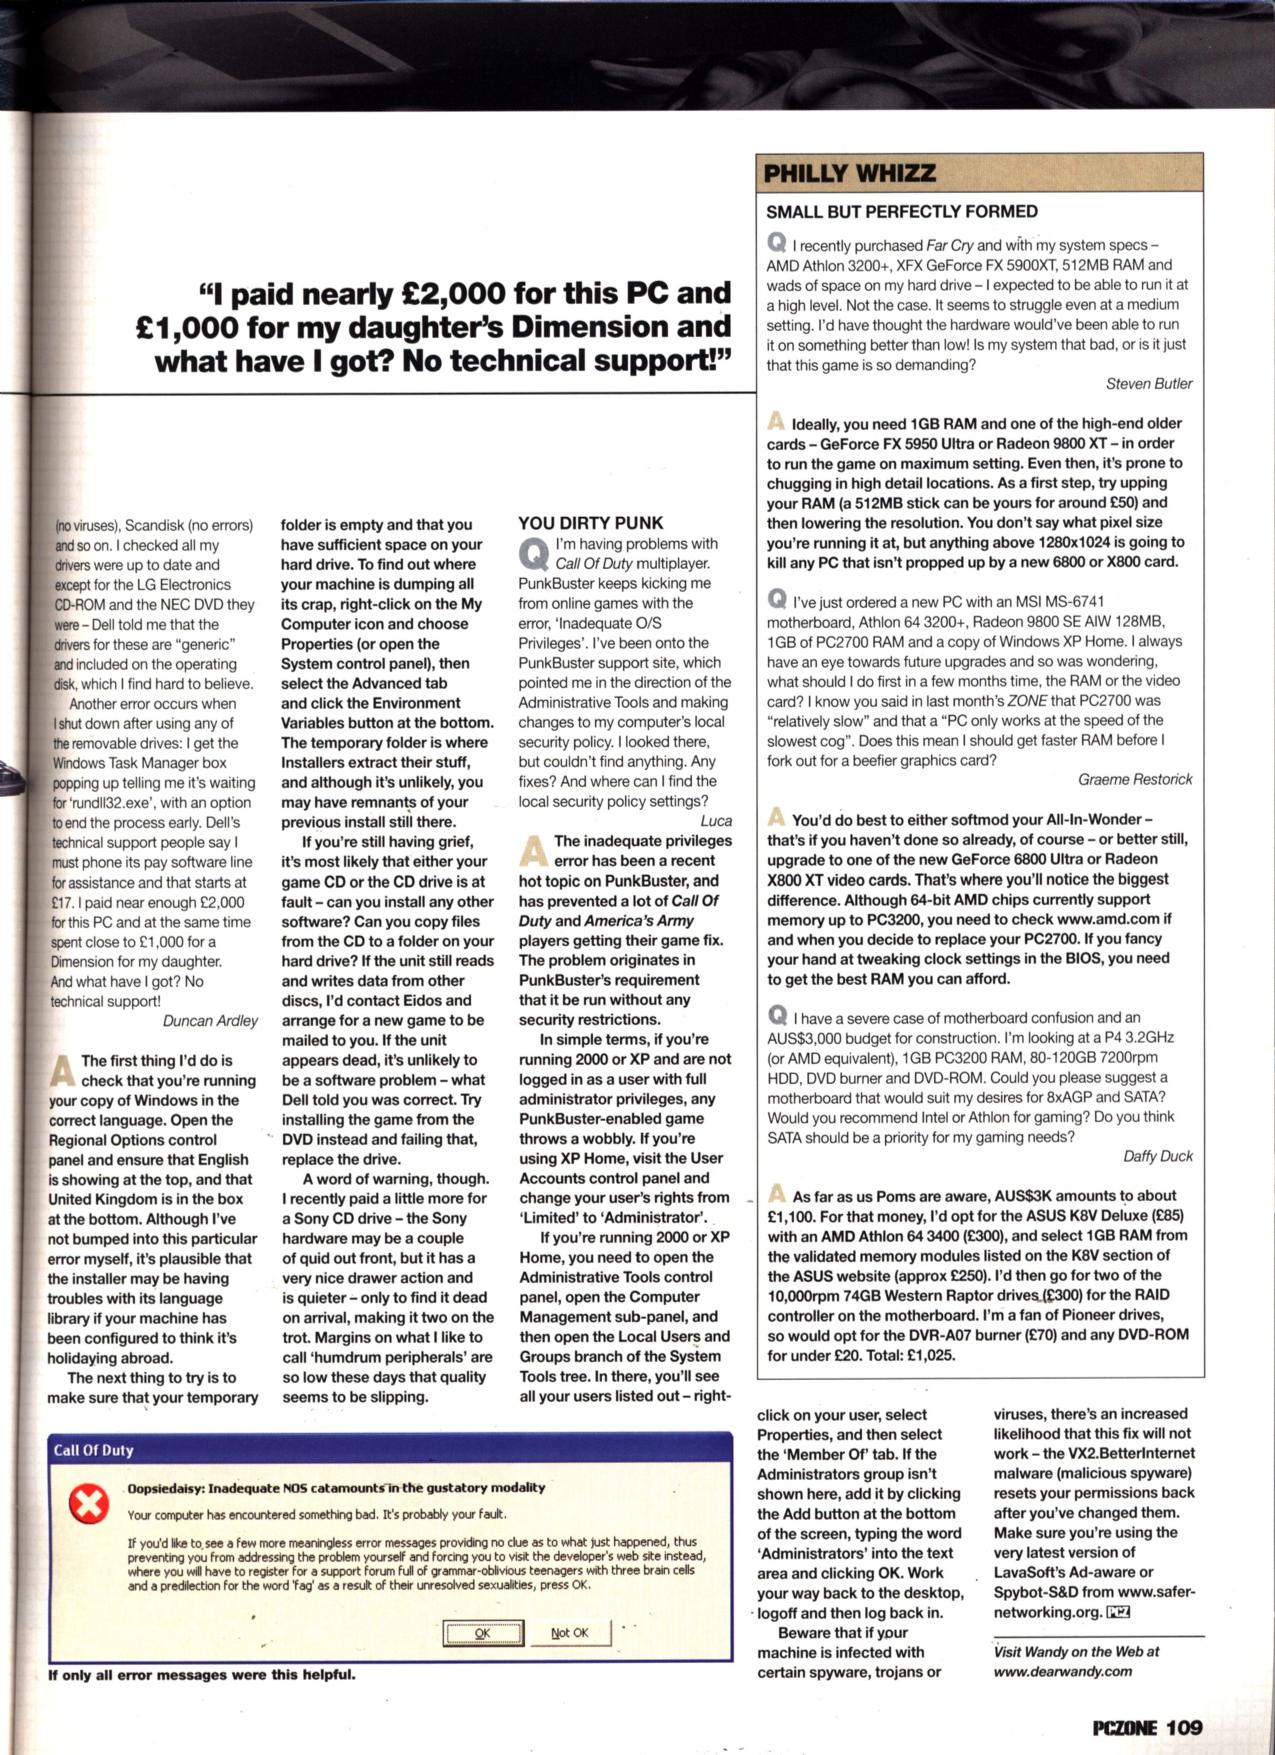 "I paid nearly £2,000 for this PC and
£1,000 for my daughter's Dimension and
what have I got? No technical support!"
(no viruses), Scandisk (no errors)
and so on. I checked all my
drivers were up to date and
except for the LG Electronics
CD-ROM and the NEC DVD they
were – Dell told me that the
drivers for these are "generic"
and included on the operating
disk, which I find hard to believe.
Another error occurs when
I shut down after using any of
the removable drives: I get the
Windows Task Manager box
popping up telling me it's waiting
for 'rundll32.exe', with an option
to end the process early. Dell's
technical support people say I
must phone its pay software line
for assistance and that starts at
£17. I paid near enough £2,000
for this PC and at the same time
spent close to £1,000 for a
Dimension for my daughter.
And what have I got? No
technical support!
Duncan Ardley
A The first thing I'd do is
check that you're running
your copy of Windows in the
correct language. Open the
Regional Options control
panel and ensure that English
is showing at the top, and that
United Kingdom is in the box
at the bottom. Although I've
not bumped into this particular
error myself, it's plausible that
the installer may be having
troubles with its language
library if your machine has
been configured to think it's
holidaying abroad.
The next thing to try is to
make sure that your temporary
folder is empty and that you
have sufficient space on your
hard drive. To find out where
your machine is dumping all
its crap, right-click on the My
Computer icon and choose
Properties (or open the
System control panel), then
select the Advanced tab
and click the Environment
Variables button at the bottom.
The temporary folder is where
Installers extract their stuff,
and although it's unlikely, you
may have remnants of your
previous install still there.
If you're still having grief,
it's most likely that either your
game CD or the CD drive is at
fault – can you install any other
software? Can you copy files
from the CD to a folder on your
hard drive? If the unit still reads
and writes data from other
discs, I'd contact Eidos and
arrange for a new game to be
mailed to you. If the unit
appears dead, it's unlikely to
be a software problem – what
Dell told you was correct. Try
installing the game from the
DVD instead and failing that,
replace the drive.
A word of warning, though.
I recently paid a little more for
a Sony CD drive – the Sony
hardware may be a couple
of quid out front, but it has a
very nice drawer action and
is quieter – only to find it dead
on arrival, making it two on the
trot. Margins on what I like to
call 'humdrum peripherals' are
so low these days that quality
seems to be slipping.
YOU DIRTY PUNK
Q I'm having problems with
Call Of Duty multiplayer.
PunkBuster keeps kicking me
from online games with the
error, 'Inadequate O/S
Privileges'. I've been onto the
PunkBuster support site, which
pointed me in the direction of the
Administrative Tools and making
changes to my computer's local
security policy. I looked there,
but couldn't find anything. Any
fixes? And where can I find the
local security policy settings?
Luca
A The inadequate privileges
error has been a recent
hot topic on PunkBuster, and
has prevented a lot of Call Of
Duty and America's Army
players getting their game fix.
The problem originates in
PunkBuster's requirement
that it be run without any
security restrictions.
In simple terms, if you're
running 2000 or XP and are not
logged in as a user with full
administrator privileges, any
PunkBuster-enabled game
throws a wobbly. If you're
using XP Home, visit the User
Accounts control panel and
change your user's rights from
'Limited' to 'Administrator'.
If you're running 2000 or XP
Home, you need to open the
Administrative Tools control
panel, open the Computer
Management sub-panel, and
then open the Local Users and
Groups branch of the System
Tools tree. In there, you'll see
all your users listed out – right-
click on your user, select
Properties, and then select
the 'Member Of' tab. If the
Administrators group isn't
shown here, add it by clicking
the Add button at the bottom
of the screen, typing the word
'Administrators' into the text
area and clicking OK. Work
your way back to the desktop,
logoff and then log back in.
Beware that if your
machine is infected with
certain spyware, trojans or
viruses, there's an increased
likelihood that this fix will not
work – the VX2.BetterInternet
malware (malicious spyware)
resets your permissions back
after you've changed them.
Make sure you're using the
very latest version of
LavaSoft's Ad-aware or
Spybot-S&D from www.safer-
networking.org. PCZ
Visit Wandy on the Web at
www.dearwandy.com
PHILLY WHIZZ
SMALL BUT PERFECTLY FORMED
Q I recently purchased Far Cry and with my system specs –
AMD Athlon 3200+, XFX GeForce FX 5900XT, 512MB RAM and
wads of space on my hard drive – I expected to be able to run it at
a high level. Not the case. It seems to struggle even at a medium
setting. I'd have thought the hardware would've been able to run
it on something better than low! Is my system that bad, or is it just
that this game is so demanding?
Steven Butler
A Ideally, you need 1GB RAM and one of the high-end older
cards – GeForce FX 5950 Ultra or Radeon 9800 XT – in order
to run the game on maximum setting. Even then, it's prone to
chugging in high detail locations. As a first step, try upping
your RAM (a 512MB stick can be yours for around £50) and
then lowering the resolution. You don't say what pixel size
you're running it at, but anything above 1280x1024 is going to
kill any PC that isn't propped up by a new 6800 or X800 card.
Q I've just ordered a new PC with an MSI MS-6741
motherboard, Athlon 64 3200+, Radeon 9800 SE AIW 128MB,
1GB of PC2700 RAM and a copy of Windows XP Home. I always
have an eye towards future upgrades and so was wondering,
what should I do first in a few months time, the RAM or the video
card? I know you said in last month's ZONE that PC2700 was
"relatively slow" and that a "PC only works at the speed of the
slowest cog". Does this mean I should get faster RAM before I
fork out for a beefier graphics card?
Graeme Restorick
A You'd do best to either softmod your All-In-Wonder –
that's if you haven't done so already, of course – or better still,
upgrade to one of the new GeForce 6800 Ultra or Radeon
X800 XT video cards. That's where you'll notice the biggest
difference. Although 64-bit AMD chips currently support
memory up to PC3200, you need to check www.amd.com if
and when you decide to replace your PC2700. If you fancy
your hand at tweaking clock settings in the BIOS, you need
to get the best RAM you can afford.
Q I have a severe case of motherboard confusion and an
AUS$3,000 budget for construction. I'm looking at a P4 3.2GHz
(or AMD equivalent), 1GB PC3200 RAM, 80-120GB 7200rpm
HDD, DVD burner and DVD-ROM. Could you please suggest a
motherboard that would suit my desires for 8xAGP and SATA?
Would you recommend Intel or Athlon for gaming? Do you think
SATA should be a priority for my gaming needs?
Daffy Duck
A As far as us Poms are aware, AUS$3K amounts to about
£1,100. For that money, I'd opt for the ASUS K8V Deluxe (£85)
with an AMD Athlon 64 3400 (£300), and select 1GB RAM from
the validated memory modules listed on the K8V section of
the ASUS website (approx £250). I'd then go for two of the
10,000rpm 74GB Western Raptor drives (£300) for the RAID
controller on the motherboard. I'm a fan of Pioneer drives,
so would opt for the DVR-A07 burner (£70) and any DVD-ROM
for under £20. Total: £1,025.
Call Of Duty
Oopsiedaisy: Inadequate NOS catamounts in the gustatory modality
Your computer has encountered something bad. It's probably your fault.
If you'd like to see a few more meaningless error messages providing no clue as to what just happened, thus
preventing you from addressing the problem yourself and forcing you to visit the developer's web site instead,
where you will have to register for a support forum full of grammar-oblivious teenagers with three brain cells
and a predilection for the word 'fag' as a result of their unresolved sexualities, press OK.
OK
Not OK
If only all error messages were this helpful.
PCZONE 109